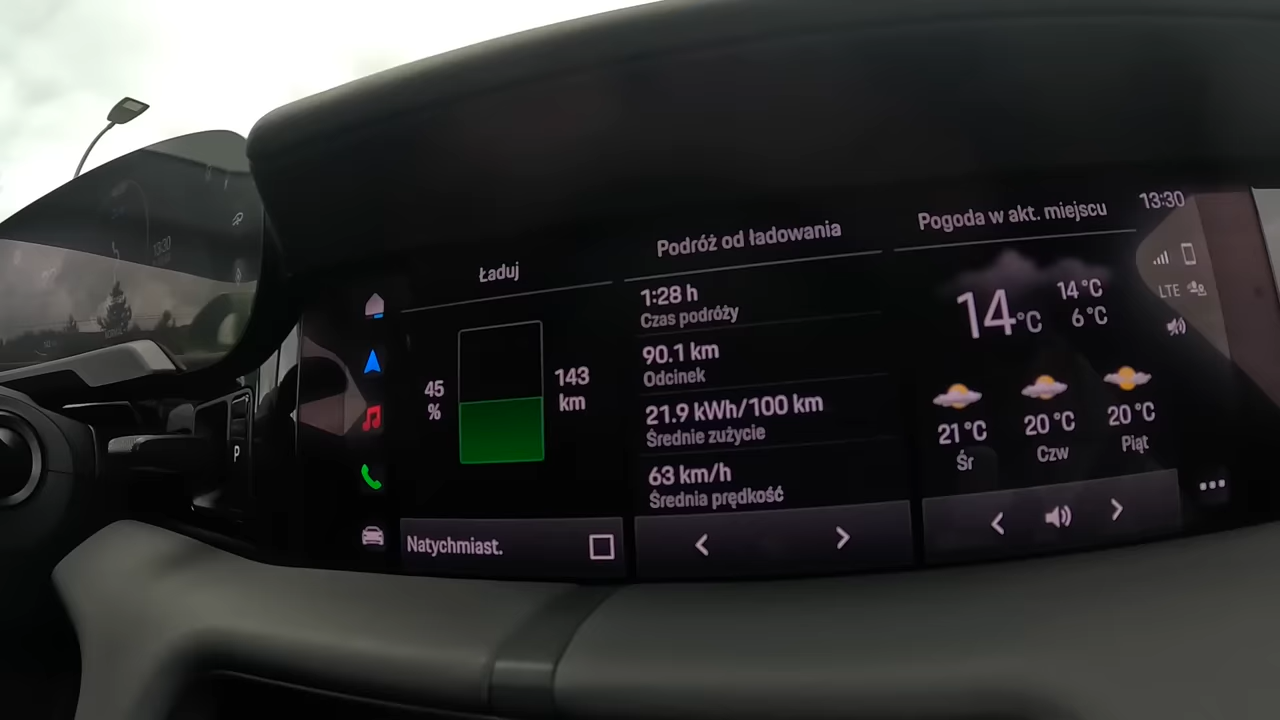 13:30
P
Ładuj
45
%
143
km
Natychmiast.
Podróż od ładowania
1:28 h
Czas podróży
90.1 km
Odcinek
21.9 kWh/100 km
Średnie zużycie
63 km/h
Średnia prędkość
Pogoda w akt. miejscu
14°C
14°C
6°C
21°C
Śr
20°C
Czw
20°C
Piąt
13:30
LTE